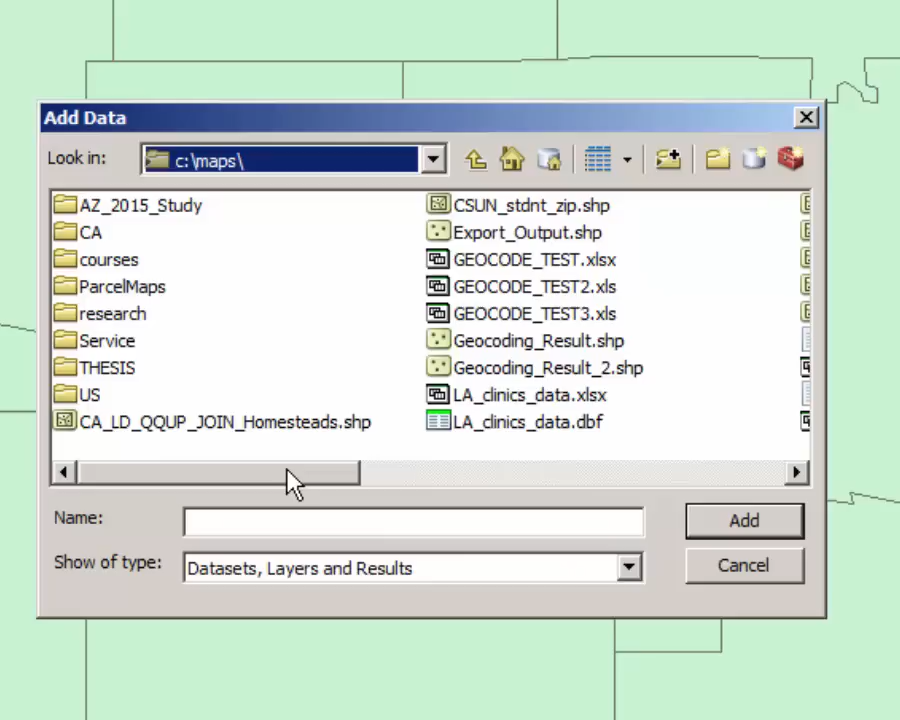 Add Data
Look in: c:\maps\
AZ_2015_Study
CA
courses
ParcelMaps
research
Service
THESIS
US
CA_LD_QQUP_JOIN_Homesteads.shp
CSUN_stdnt_zip.shp
Export_Output.shp
GEOCODE_TEST.xlsx
GEOCODE_TEST2.xls
GEOCODE_TEST3.xls
Geocoding_Result.shp
Geocoding_Result_2.shp
LA_clinics_data.xlsx
LA_clinics_data.dbf
Name:
Add
Show of type: Datasets, Layers and Results
Cancel